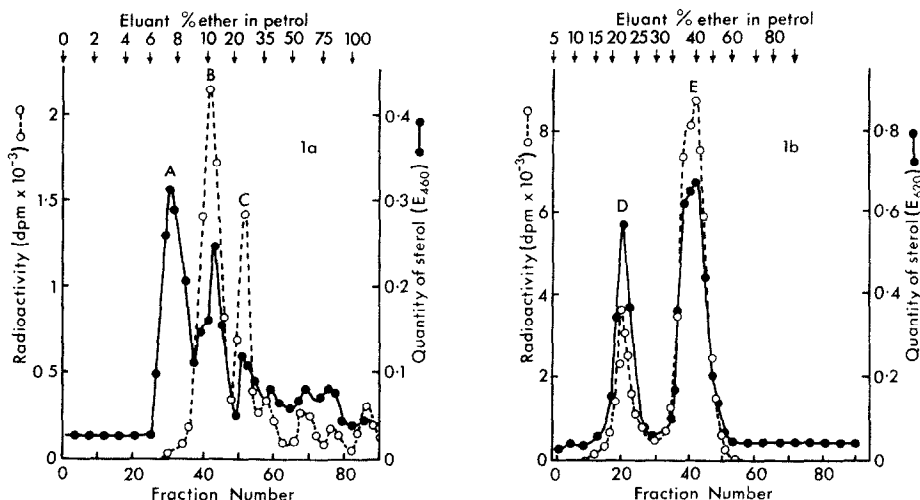 Eluant % ether in petrol
0 2 4 6 8 10 20 35 50 75 100
Radioactivity (dpm x 10⁻³) o---o
2
1·5
1
0·5
0
A
B
C
1a
0·4
0·3
0·2
0·1
0
Quantity of sterol (E460)
0 20 40 60 80
Fraction Number
Eluant % ether in petrol
5 10 15 20 25 30 35 40 50 60 80
Radioactivity (dpm x 10⁻³) o---o
8
6
4
2
0
D
E
1b
0·8
0·6
0·4
0·2
0
Quantity of sterol (E620)
0 20 40 60 80
Fraction Number